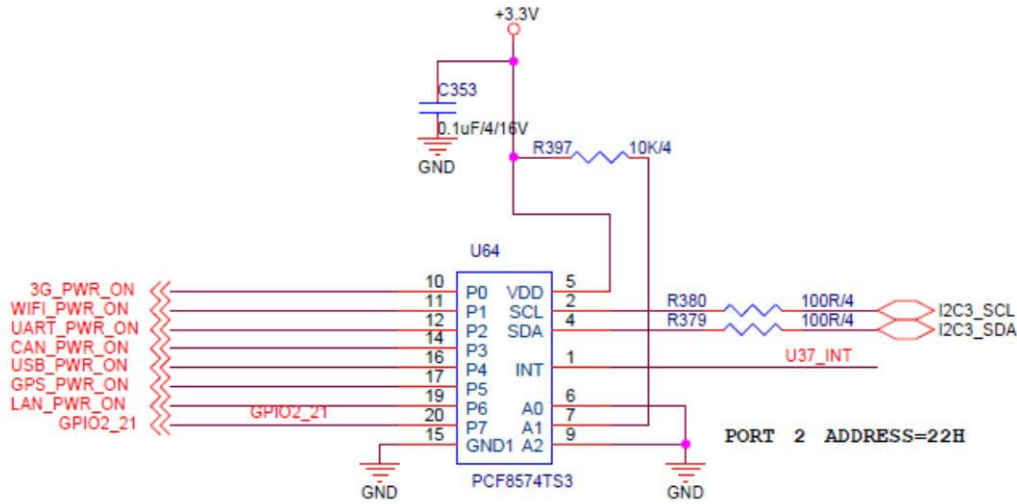 +3.3V
C353
0.1uF/4/16V
GND
R397 10K/4
U64
3G_PWR_ON 10 P0 VDD 5
WIFI_PWR_ON 11 P1 SCL 2 R380 100R/4 I2C3_SCL
UART_PWR_ON 12 P2 SDA 4 R379 100R/4 I2C3_SDA
CAN_PWR_ON 14 P3
USB_PWR_ON 16 P4 INT 1 U37_INT
GPS_PWR_ON 17 P5
LAN_PWR_ON 19 P6 A0 6
GPIO2_21 GPIO2_21 20 P7 A1 7
15 GND1 A2 9
PORT 2 ADDRESS=22H
GND PCF8574TS3 GND